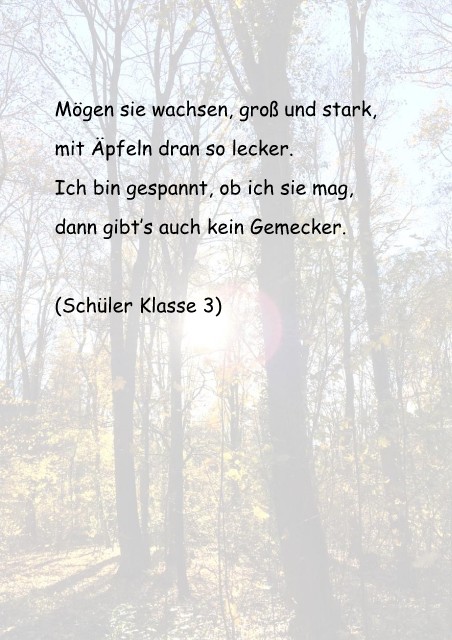 Mögen sie wachsen, groß und stark,
mit Äpfeln dran so lecker.
Ich bin gespannt, ob ich sie mag,
dann gibt's auch kein Gemecker.
(Schüler Klasse 3)